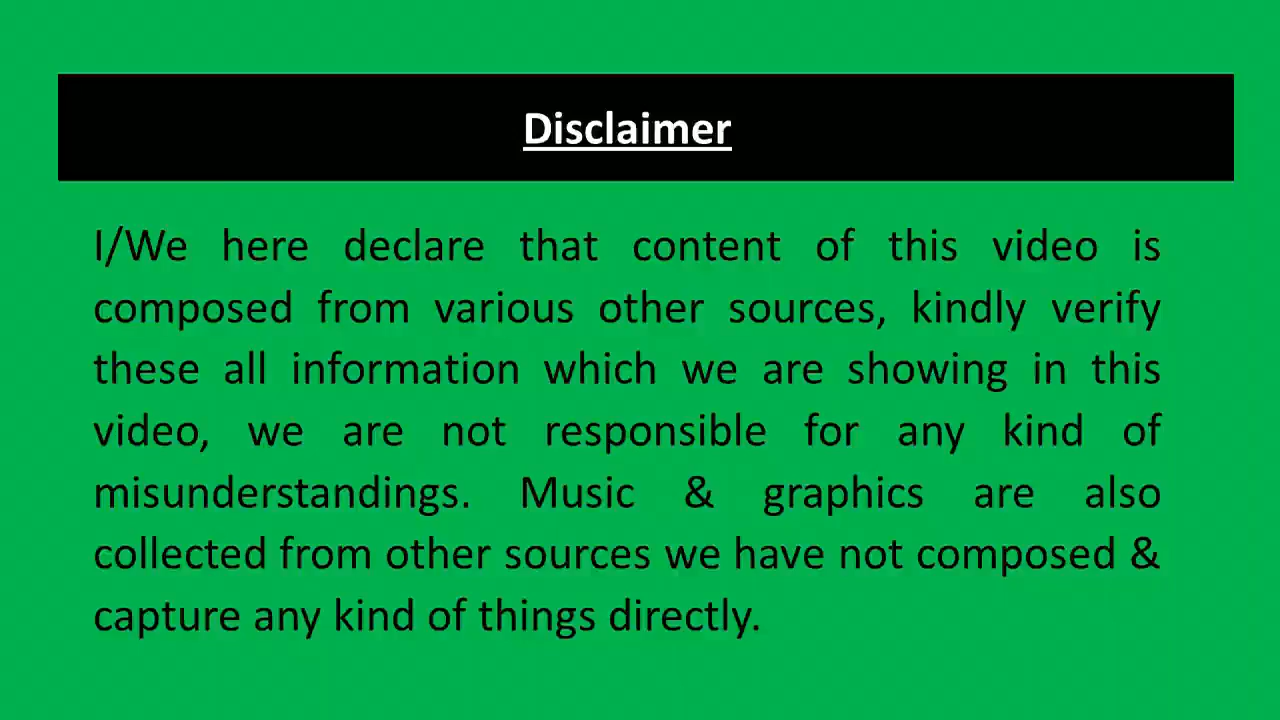 Disclaimer
I/We here declare that content of this video is
composed from various other sources, kindly verify
these all information which we are showing in this
video, we are not responsible for any kind of
misunderstandings. Music & graphics are also
collected from other sources we have not composed &
capture any kind of things directly.